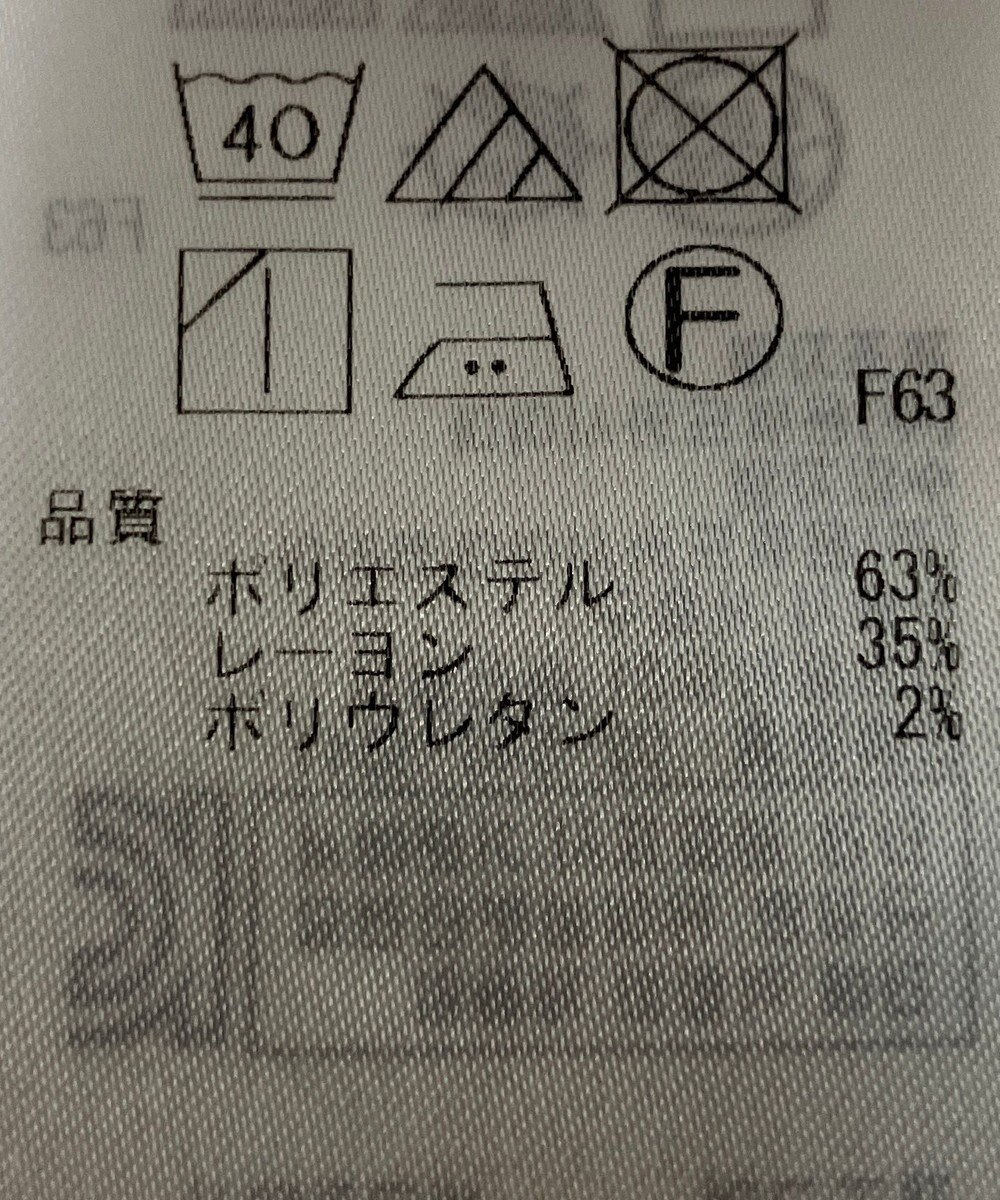 40
F
F63
品質
ポリエステル 63%
レーヨン 35%
ポリウレタン 2%